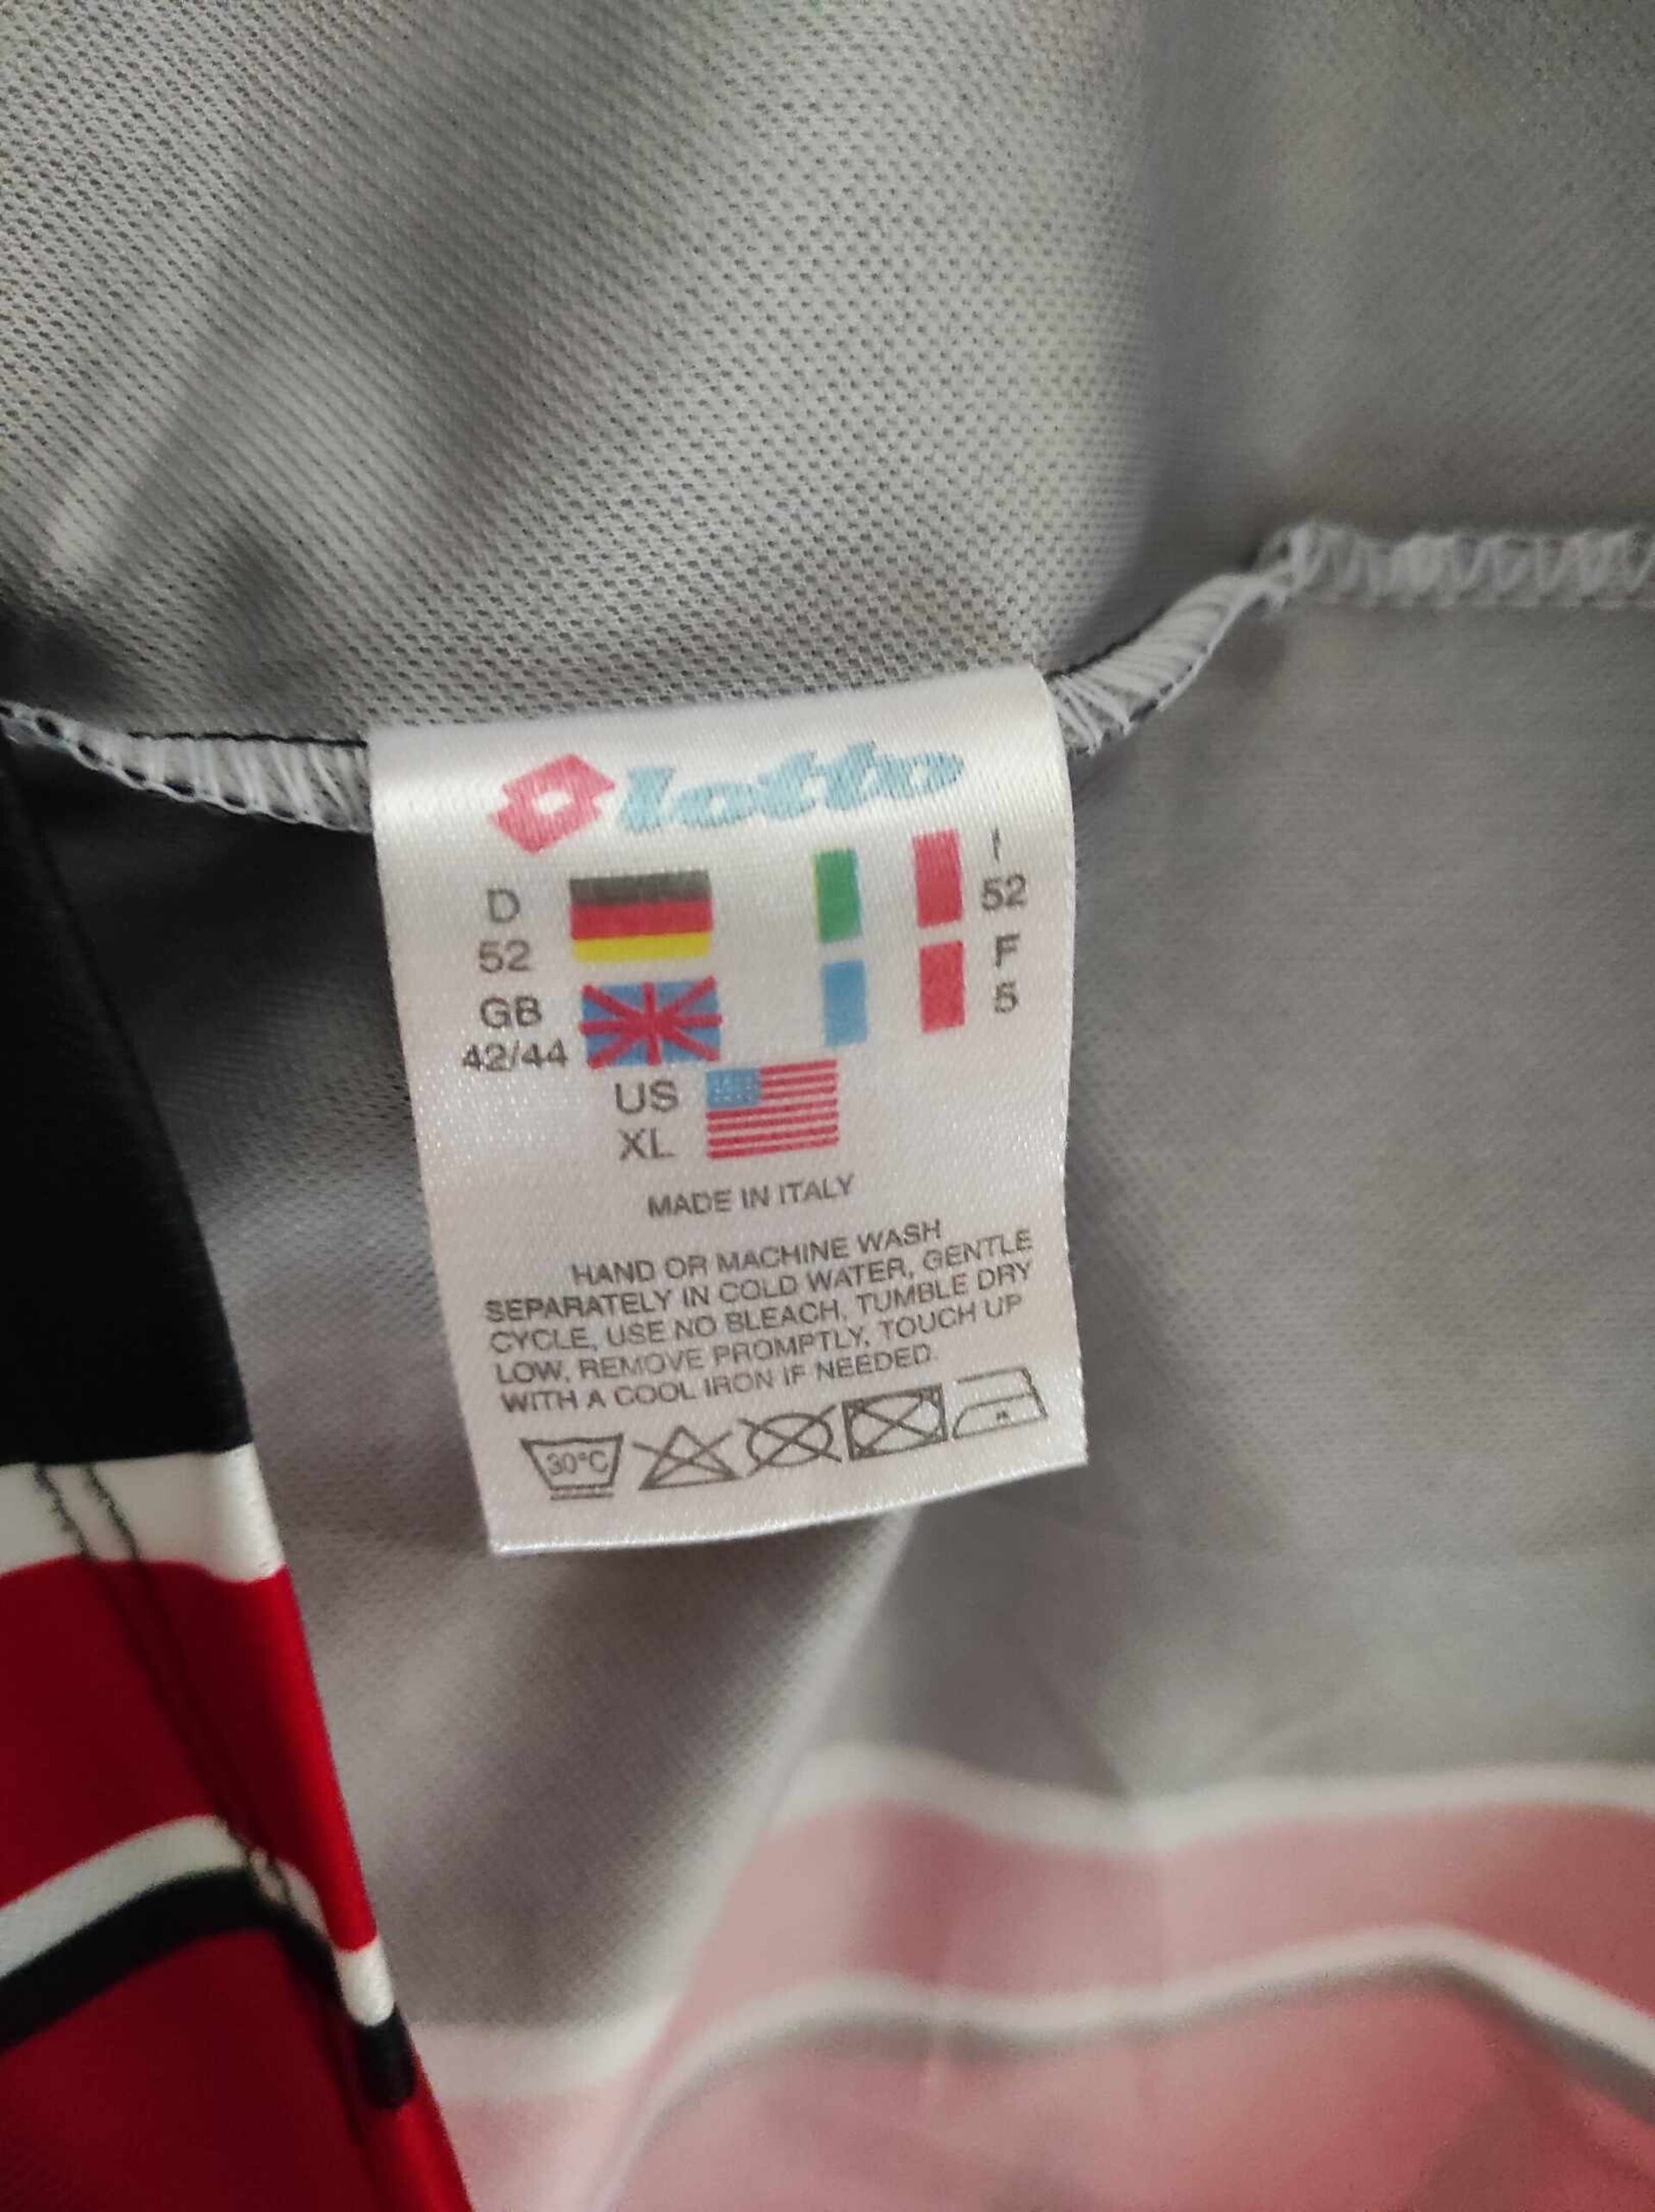 lotto
D
52
I
52
GB
42/44
F
5
US
XL
MADE IN ITALY
HAND OR MACHINE WASH
SEPARATELY IN COLD WATER, GENTLE
CYCLE, USE NO BLEACH, TUMBLE DRY
LOW, REMOVE PROMPTLY, TOUCH UP
WITH A COOL IRON IF NEEDED.
30°C